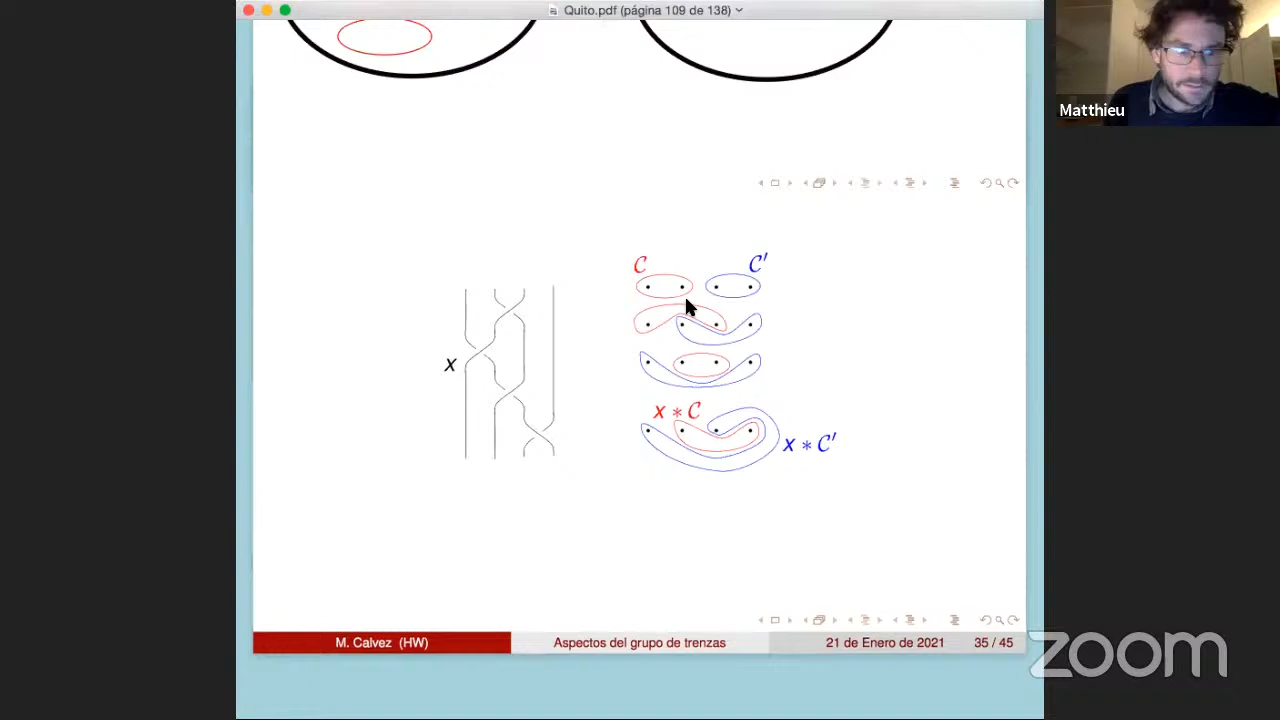 Quito.pdf (página 109 de 138)
Matthieu
C C′
x
x ∗ C
x ∗ C′
M. Calvez (HW) Aspectos del grupo de trenzas 21 de Enero de 2021 35 / 45
zoom